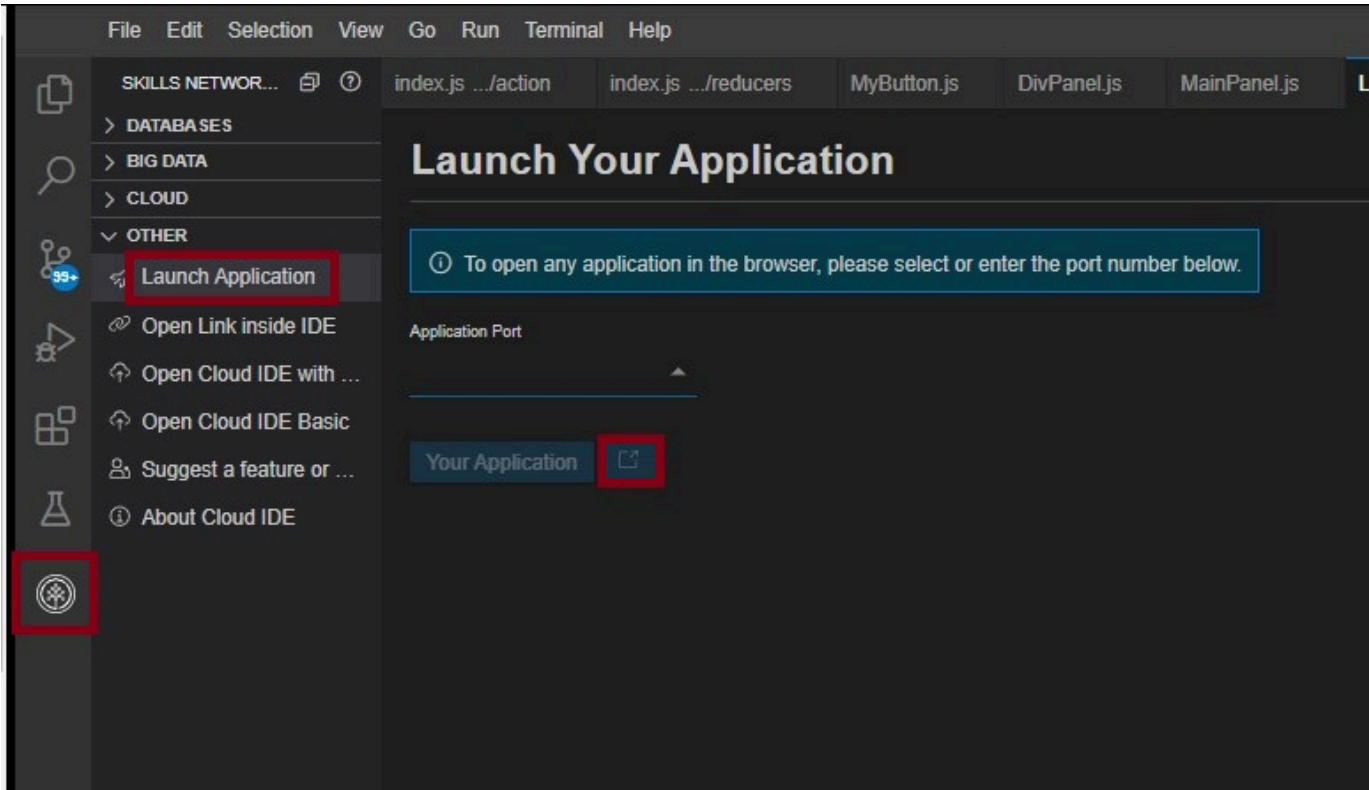 File Edit Selection View Go Run Terminal Help
SKILLS NETWOR...
index.js .../action index.js .../reducers MyButton.js DivPanel.js MainPanel.js L
DATABASES
BIG DATA
CLOUD
OTHER
Launch Application
Open Link inside IDE
Open Cloud IDE with ...
Open Cloud IDE Basic
Suggest a feature or ...
About Cloud IDE
99+
Launch Your Application
To open any application in the browser, please select or enter the port number below.
Application Port
Your Application